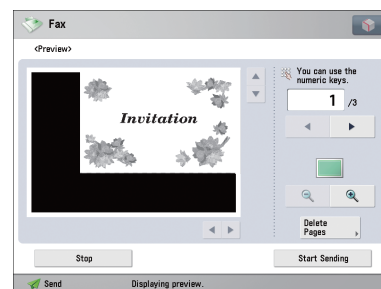 Fax
<Preview>
Invitation
You can use the
numeric keys.
1 /3
Delete
Pages
Stop
Start Sending
Send
Displaying preview.